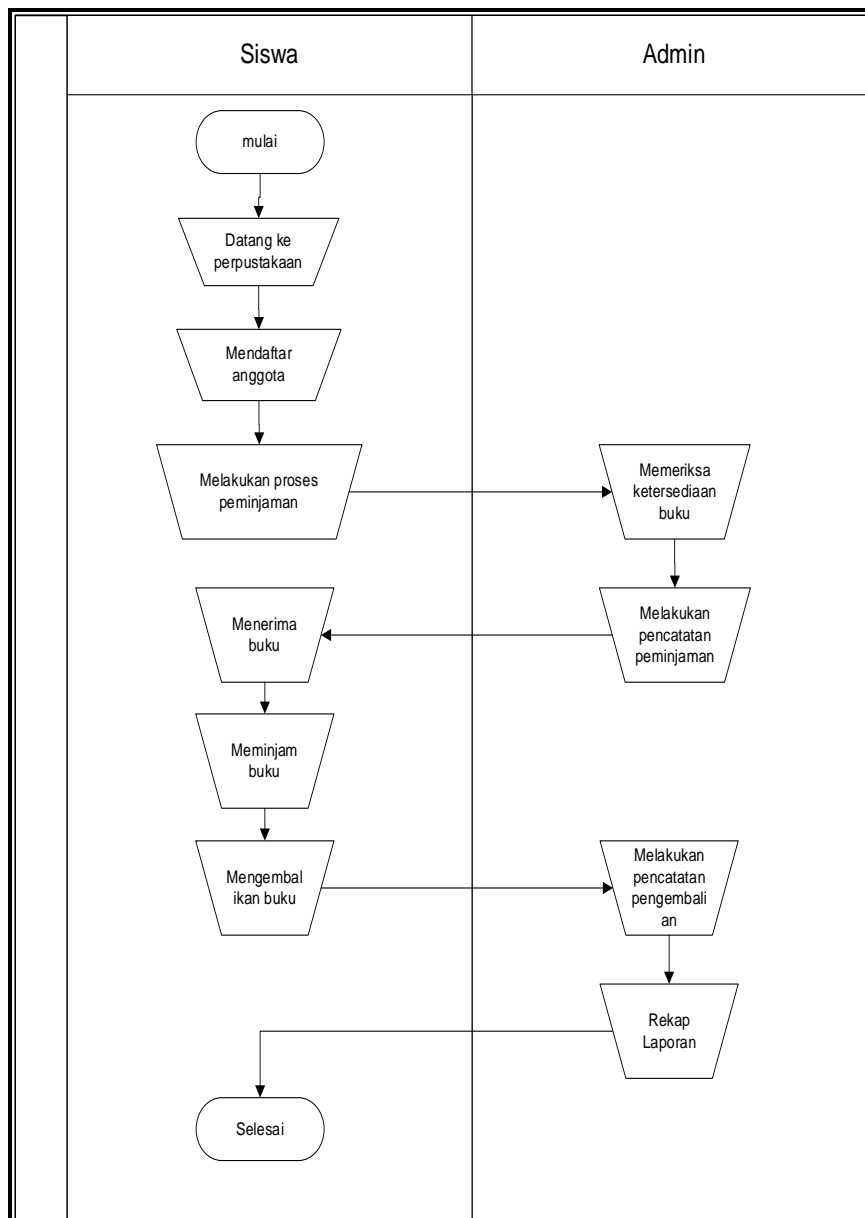 Siswa
Admin
mulai
Datang ke
perpustakaan
Mendaftar
anggota
Melakukan proses
peminjaman
Memeriksa
ketersediaan
buku
Melakukan
pencatatan
peminjaman
Menerima
buku
Meminjam
buku
Mengembal
ikan buku
Melakukan
pencatatan
pengembali
an
Rekap
Laporan
Selesai